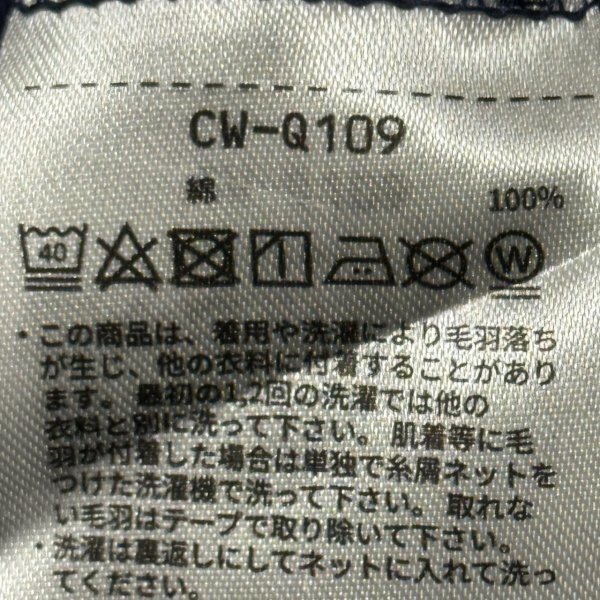 CW-Q109
綿 100%
40 W
・この商品は、着用や洗濯により毛羽落ち
が生じ、他の衣料に付着することがあり
ます。最初の1,2回の洗濯では他の
衣料と別に洗って下さい。肌着等に毛
羽が付着した場合は単独で糸屑ネットを
つけた洗濯機で洗って下さい。取れな
い毛羽はテープで取り除いて下さい。
・洗濯は裏返しにしてネットに入れて洗っ
てください。